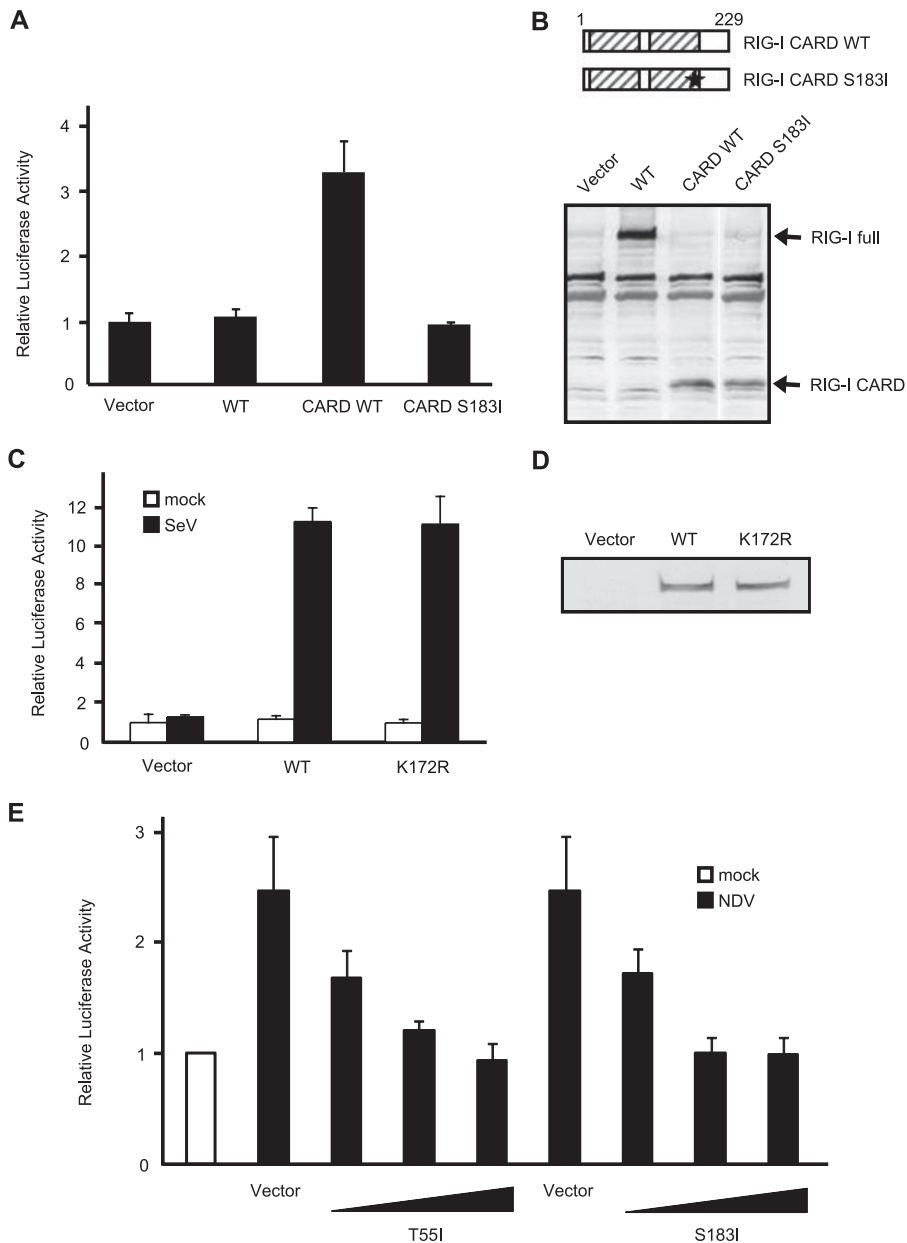 A
Relative Luciferase Activity
4
3
2
1
0
Vector
WT
CARD WT
CARD S183I
B
1
229
RIG-I CARD WT
RIG-I CARD S183I
Vector
WT
CARD WT
CARD S183I
RIG-I full
RIG-I CARD
C
mock
SeV
Relative Luciferase Activity
12
10
8
6
4
2
0
Vector
WT
K172R
D
Vector
WT
K172R
E
mock
NDV
Relative Luciferase Activity
3
2
1
0
Vector
T55I
Vector
S183I